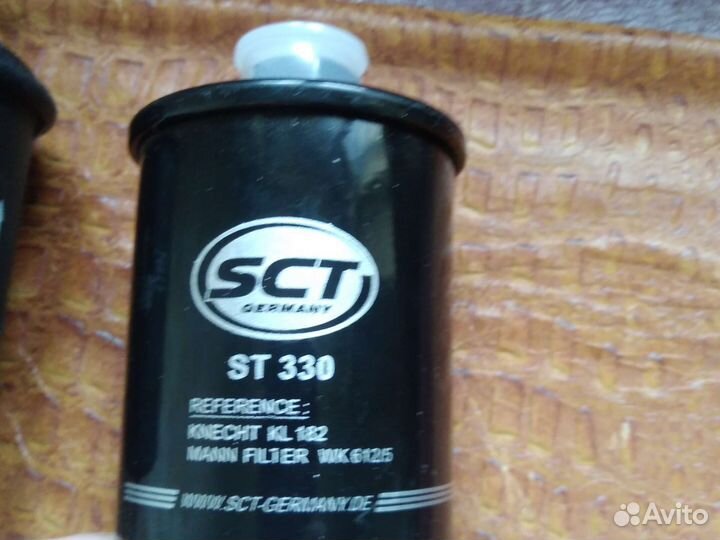 SCT
GERMANY
ST 330
REFERENCE:
KNECHT KL 182
MANN FILTER WK 612/5
WWW.SCT-GERMANY.DE
Avito